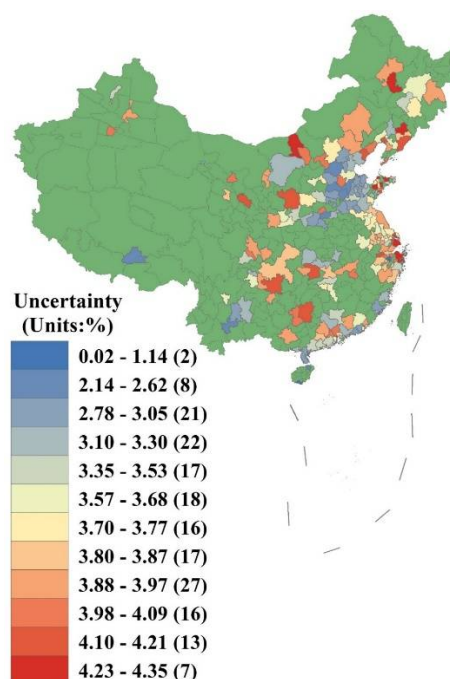 Uncertainty
(Units:%)
0.02 - 1.14 (2)
2.14 - 2.62 (8)
2.78 - 3.05 (21)
3.10 - 3.30 (22)
3.35 - 3.53 (17)
3.57 - 3.68 (18)
3.70 - 3.77 (16)
3.80 - 3.87 (17)
3.88 - 3.97 (27)
3.98 - 4.09 (16)
4.10 - 4.21 (13)
4.23 - 4.35 (7)